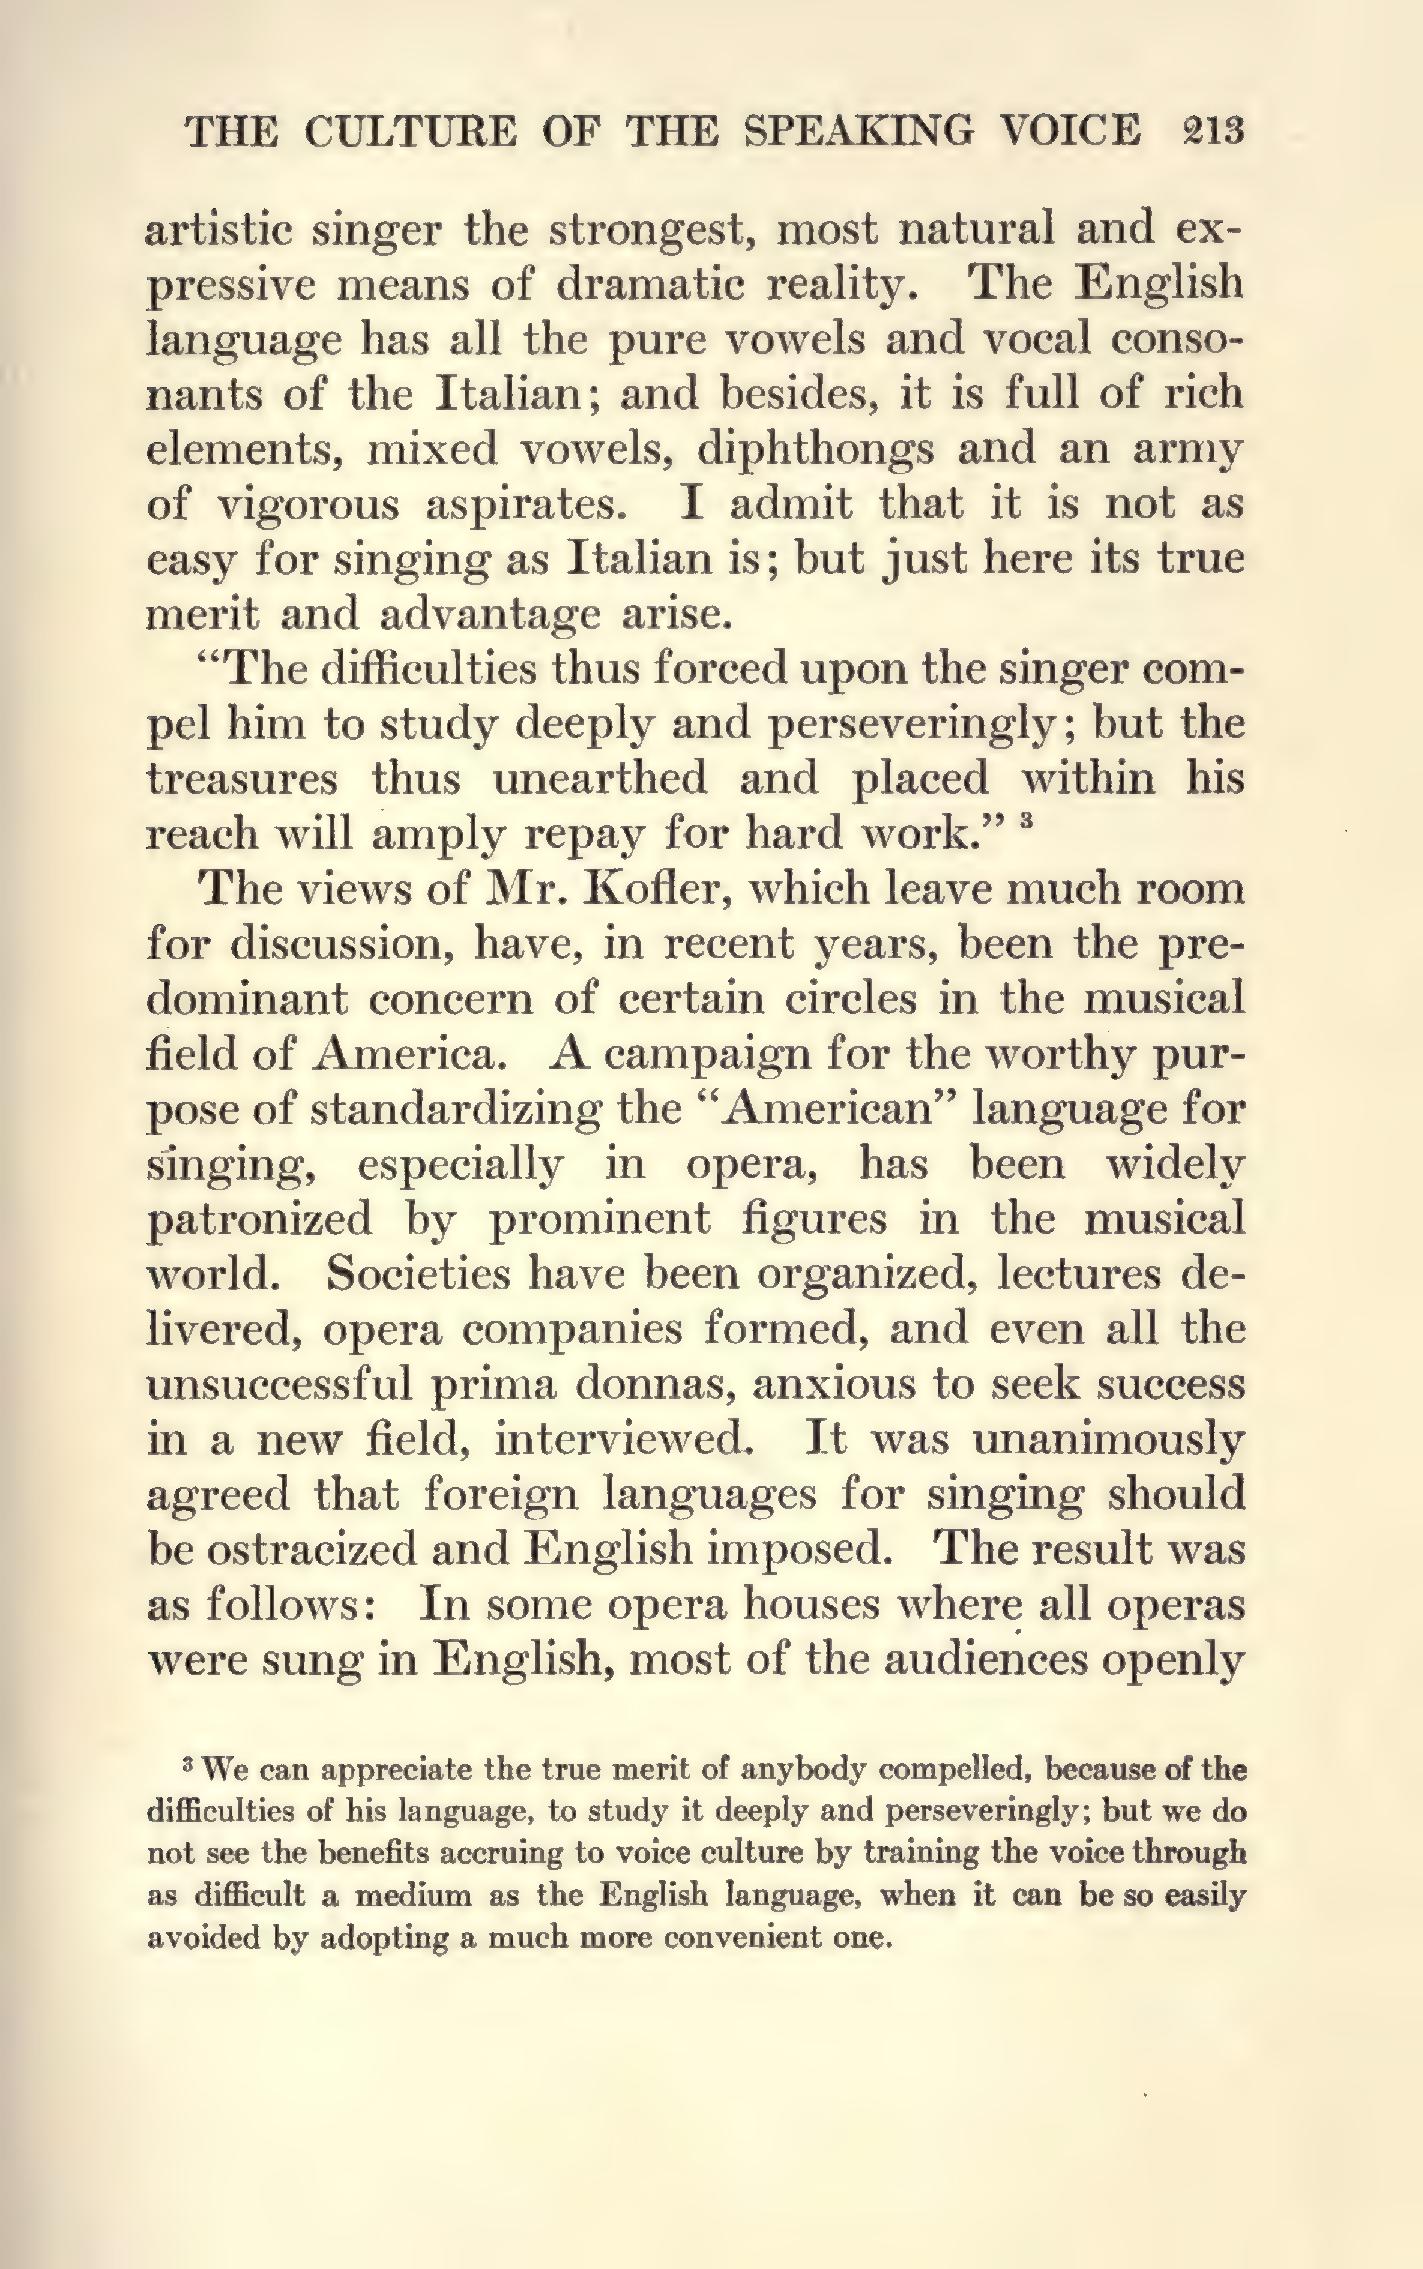 THE CULTURE OF THE SPEAKING VOICE 213
artistic singer the strongest, most natural and ex-
pressive means of dramatic reality. The English
language has all the pure vowels and vocal conso-
nants of the Italian; and besides, it is full of rich
elements, mixed vowels, diphthongs and an army
of vigorous aspirates. I admit that it is not as
easy for singing as Italian is; but just here its true
merit and advantage arise.
“The difficulties thus forced upon the singer com-
pel him to study deeply and perseveringly; but the
treasures thus unearthed and placed within his
reach will amply repay for hard work.” ³
The views of Mr. Kofler, which leave much room
for discussion, have, in recent years, been the pre-
dominant concern of certain circles in the musical
field of America. A campaign for the worthy pur-
pose of standardizing the “American” language for
singing, especially in opera, has been widely
patronized by prominent figures in the musical
world. Societies have been organized, lectures de-
livered, opera companies formed, and even all the
unsuccessful prima donnas, anxious to seek success
in a new field, interviewed. It was unanimously
agreed that foreign languages for singing should
be ostracized and English imposed. The result was
as follows: In some opera houses where all operas
were sung in English, most of the audiences openly
³ We can appreciate the true merit of anybody compelled, because of the
difficulties of his language, to study it deeply and perseveringly; but we do
not see the benefits accruing to voice culture by training the voice through
as difficult a medium as the English language, when it can be so easily
avoided by adopting a much more convenient one.